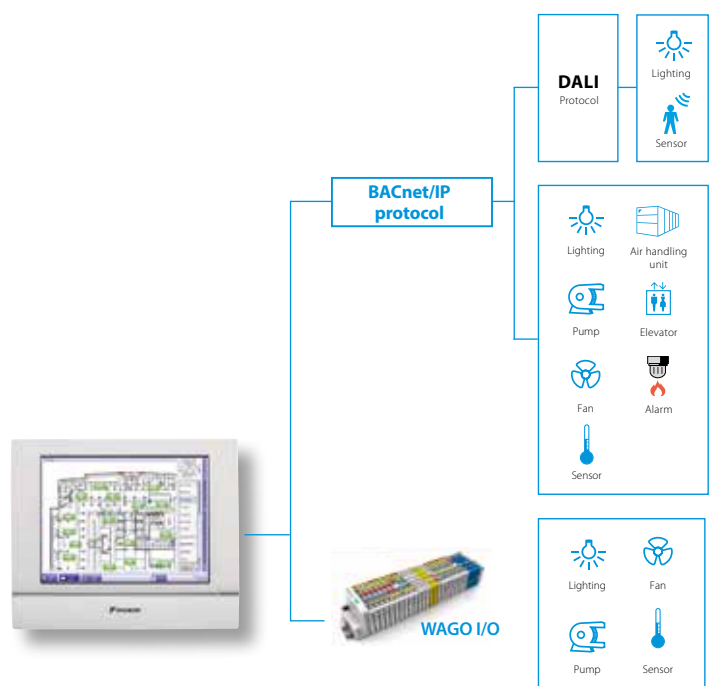 DALI
Protocol
Lighting
Sensor
BACnet/IP
protocol
Lighting
Air handling
unit
Pump
Elevator
Fan
Alarm
Sensor
DAIKIN
WAGO I/O
Lighting
Fan
Pump
Sensor